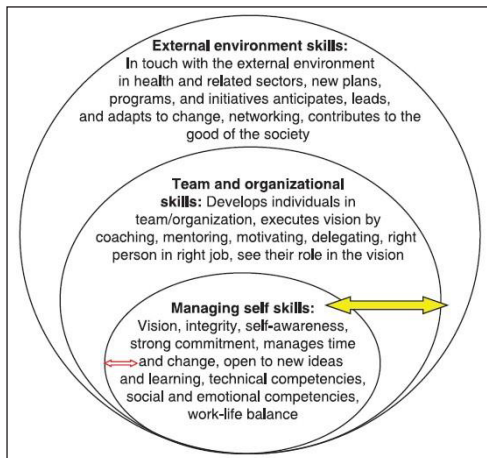 External environment skills:
In touch with the external environment
in health and related sectors, new plans,
programs, and initiatives anticipates, leads,
and adapts to change, networking, contributes to the
good of the society
Team and organizational
skills: Develops individuals in
team/organization, executes vision by
coaching, mentoring, motivating, delegating, right
person in right job, see their role in the vision
Managing self skills:
Vision, integrity, self-awareness,
strong commitment, manages time
and change, open to new ideas
and learning, technical competencies,
social and emotional competencies,
work-life balance